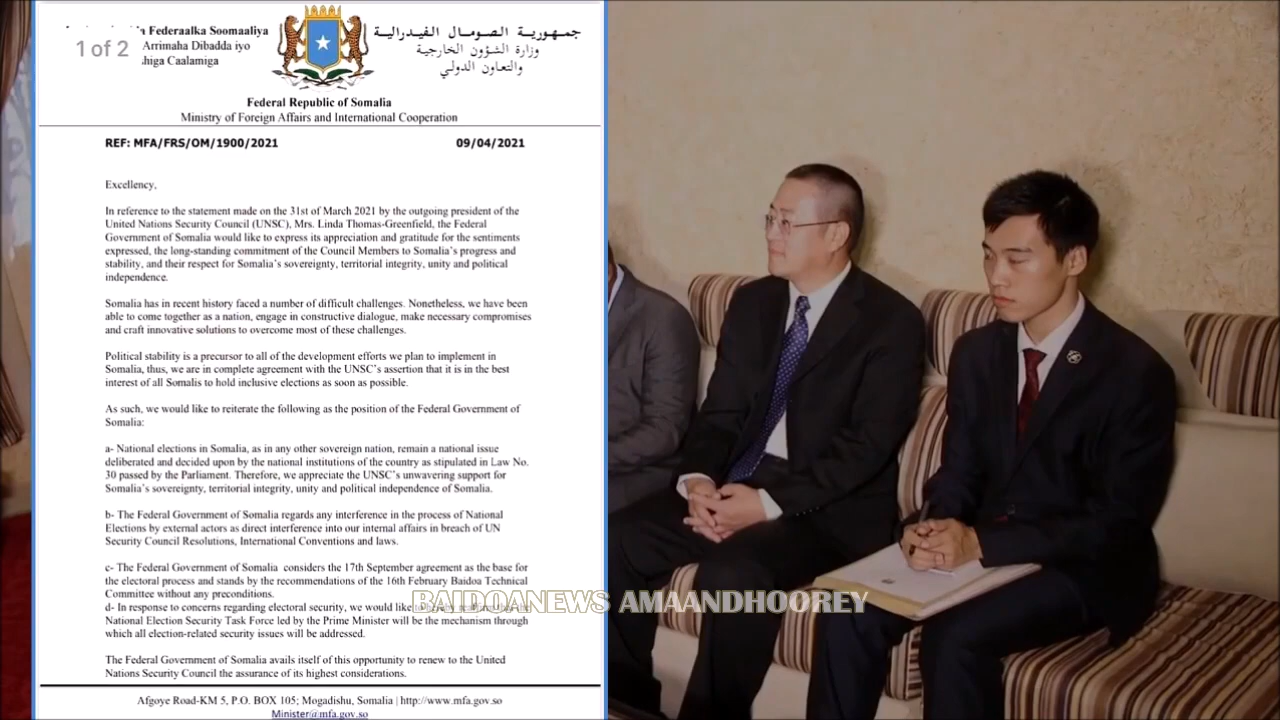 Federaalka Soomaaliya
1 of 2
Arrimaha Dibadda iyo
Caalamiga
جمهورية الصومال الفيدرالية
وزارة الشؤون الخارجية
والتعاون الدولي
Federal Republic of Somalia
Ministry of Foreign Affairs and International Cooperation
REF: MFA/FRS/OM/1900/2021 09/04/2021
Excellency,
In reference to the statement made on the 31st of March 2021 by the outgoing president of the
United Nations Security Council (UNSC), Mrs. Linda Thomas-Greenfield, the Federal
Government of Somalia would like to express its appreciation and gratitude for the sentiments
expressed, the long-standing commitment of the Council Members to Somalia's progress and
stability, and their respect for Somalia's sovereignty, territorial integrity, unity and political
independence.
Somalia has in recent history faced a number of difficult challenges. Nonetheless, we have been
able to come together as a nation, engage in constructive dialogue, make necessary compromises
and craft innovative solutions to overcome most of these challenges.
Political stability is a precursor to all of the development efforts we plan to implement in
Somalia, thus, we are in complete agreement with the UNSC's assertion that it is in the best
interest of all Somalis to hold inclusive elections as soon as possible.
As such, we would like to reiterate the following as the position of the Federal Government of
Somalia:
a- National elections in Somalia, as in any other sovereign nation, remain a national issue
deliberated and decided upon by the national institutions of the country as stipulated in Law No.
30 passed by the Parliament. Therefore, we appreciate the UNSC's unwavering support for
Somalia's sovereignty, territorial integrity, unity and political independence of Somalia.
b- The Federal Government of Somalia regards any interference in the process of National
Elections by external actors as direct interference into our internal affairs in breach of UN
Security Council Resolutions, International Conventions and laws.
c- The Federal Government of Somalia considers the 17th September agreement as the base for
the electoral process and stands by the recommendations of the 16th February Baidoa Technical
Committee without any preconditions.
d- In response to concerns regarding electoral security, we would like
BAIDOANEWS AMAANDHOOREY
National Election Security Task Force led by the Prime Minister will be the mechanism through
which all election-related security issues will be addressed.
The Federal Government of Somalia avails itself of this opportunity to renew to the United
Nations Security Council the assurance of its highest considerations.
Afgoye Road-KM 5, P.O. BOX 105; Mogadishu, Somalia | http://www.mfa.gov.so
Minister@mfa.gov.so